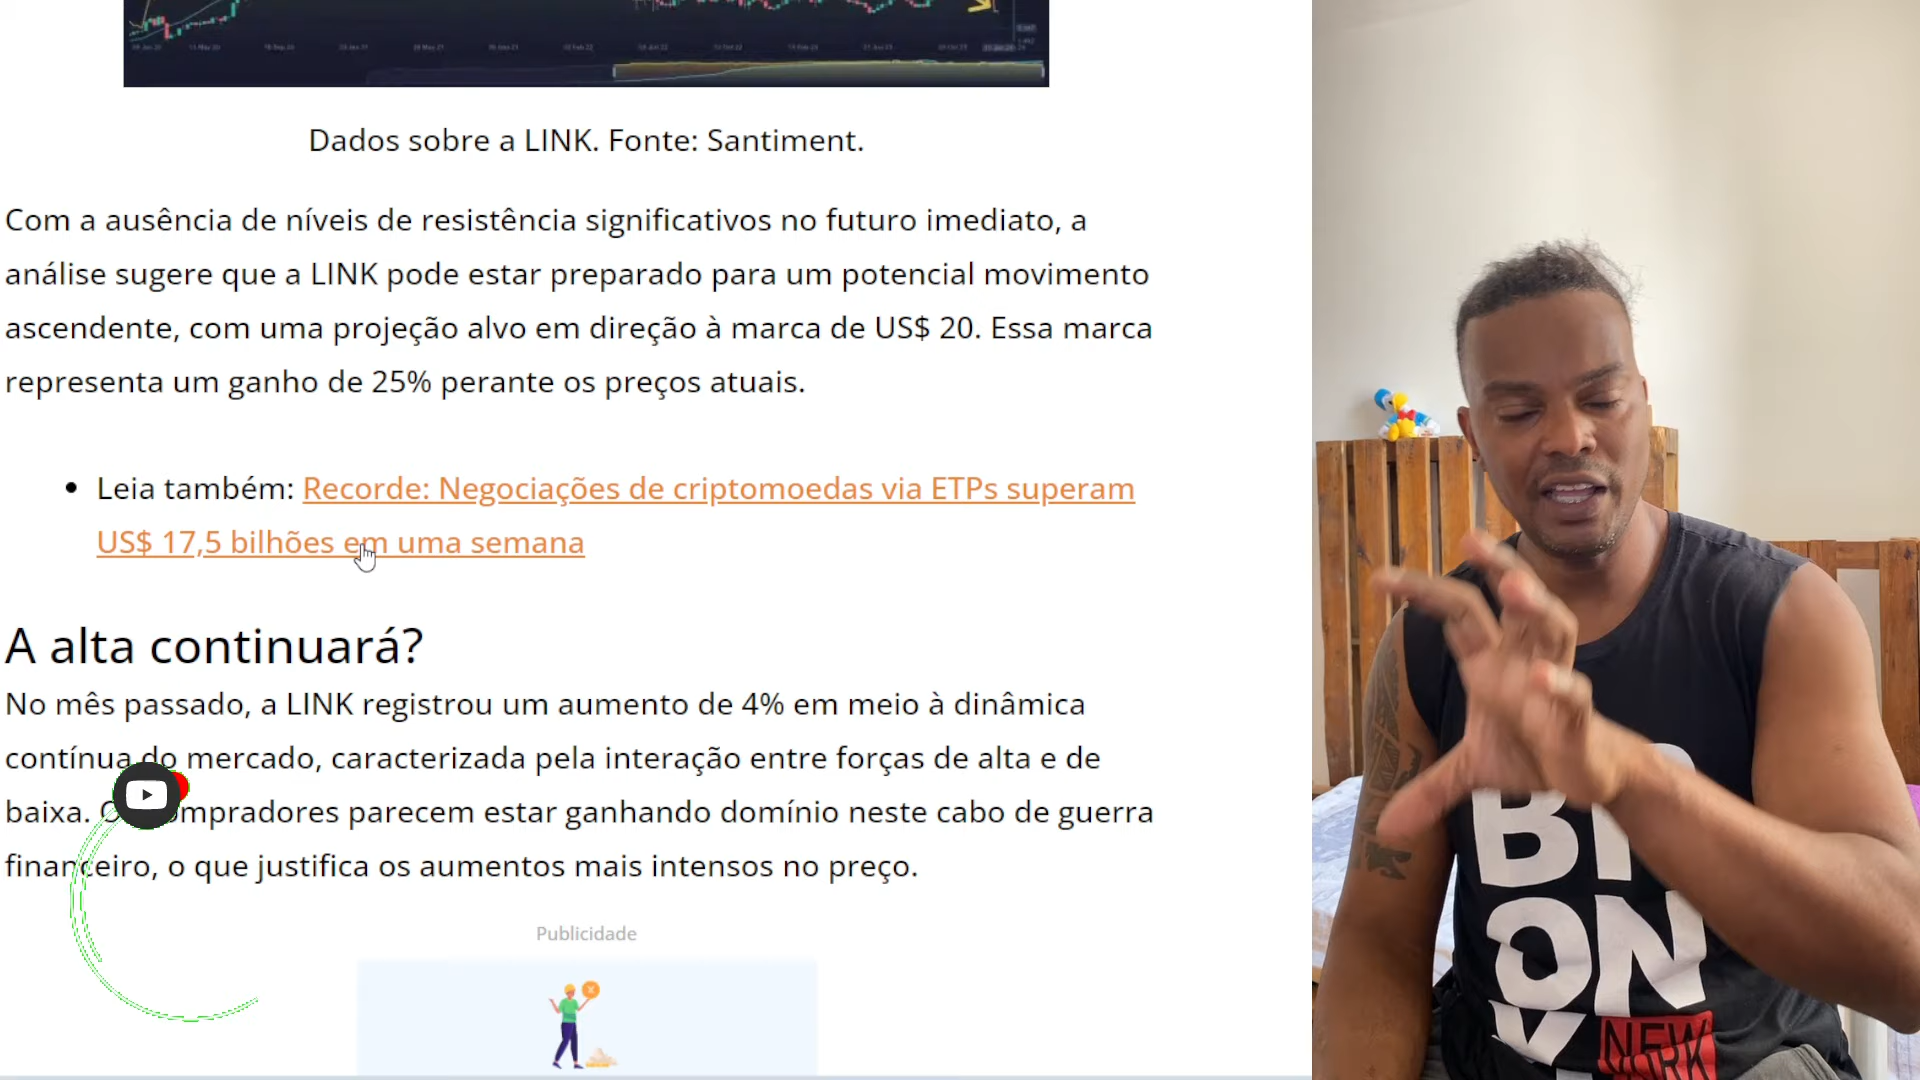 Dados sobre a LINK. Fonte: Santiment.
Com a ausência de níveis de resistência significativos no futuro imediato, a
análise sugere que a LINK pode estar preparado para um potencial movimento
ascendente, com uma projeção alvo em direção à marca de US$ 20. Essa marca
representa um ganho de 25% perante os preços atuais.
• Leia também: Recorde: Negociações de criptomoedas via ETPs superam
US$ 17,5 bilhões em uma semana
A alta continuará?
No mês passado, a LINK registrou um aumento de 4% em meio à dinâmica
contínua do mercado, caracterizada pela interação entre forças de alta e de
baixa. compradores parecem estar ganhando domínio neste cabo de guerra
financeiro, o que justifica os aumentos mais intensos no preço.
Publicidade
NEW
YORK